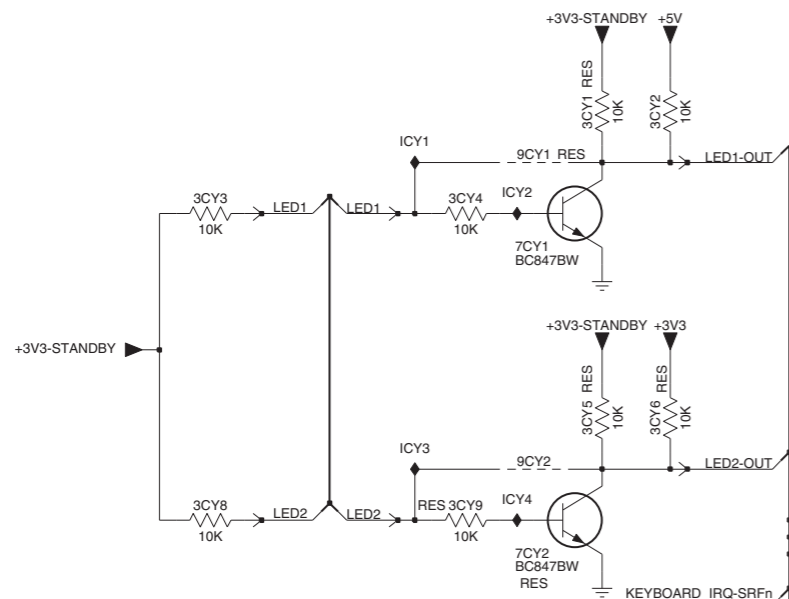 +3V3-STANDBY +5V
3CY1 RES
10K
3CY2
10K
ICY1
9CY1 RES
LED1-OUT
3CY3
10K
LED1
LED1
3CY4
10K
ICY2
7CY1
BC847BW
+3V3-STANDBY
+3V3-STANDBY +3V3
3CY5 RES
10K
3CY6 RES
10K
ICY3
9CY2
LED2-OUT
3CY8
10K
LED2
LED2
RES 3CY9
10K
ICY4
7CY2
BC847BW
RES
KEYBOARD IRQ-SRFn